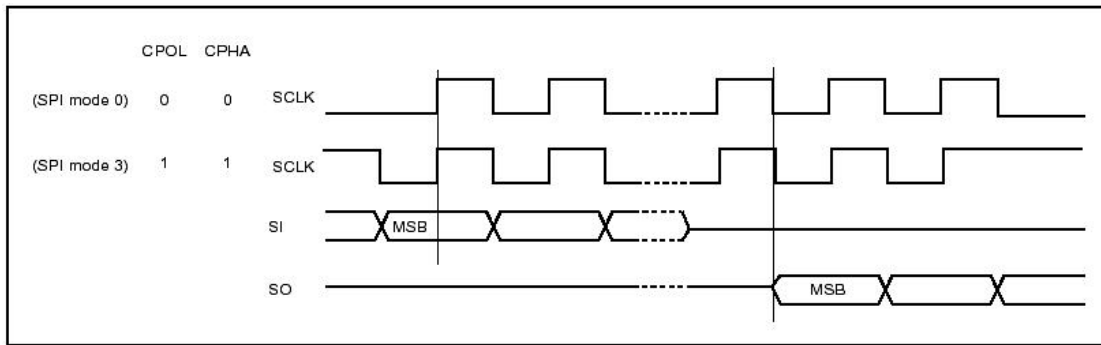 CPOL CPHA
(SPI mode 0) 0 0 SCLK
(SPI mode 3) 1 1 SCLK
SI MSB
SO MSB